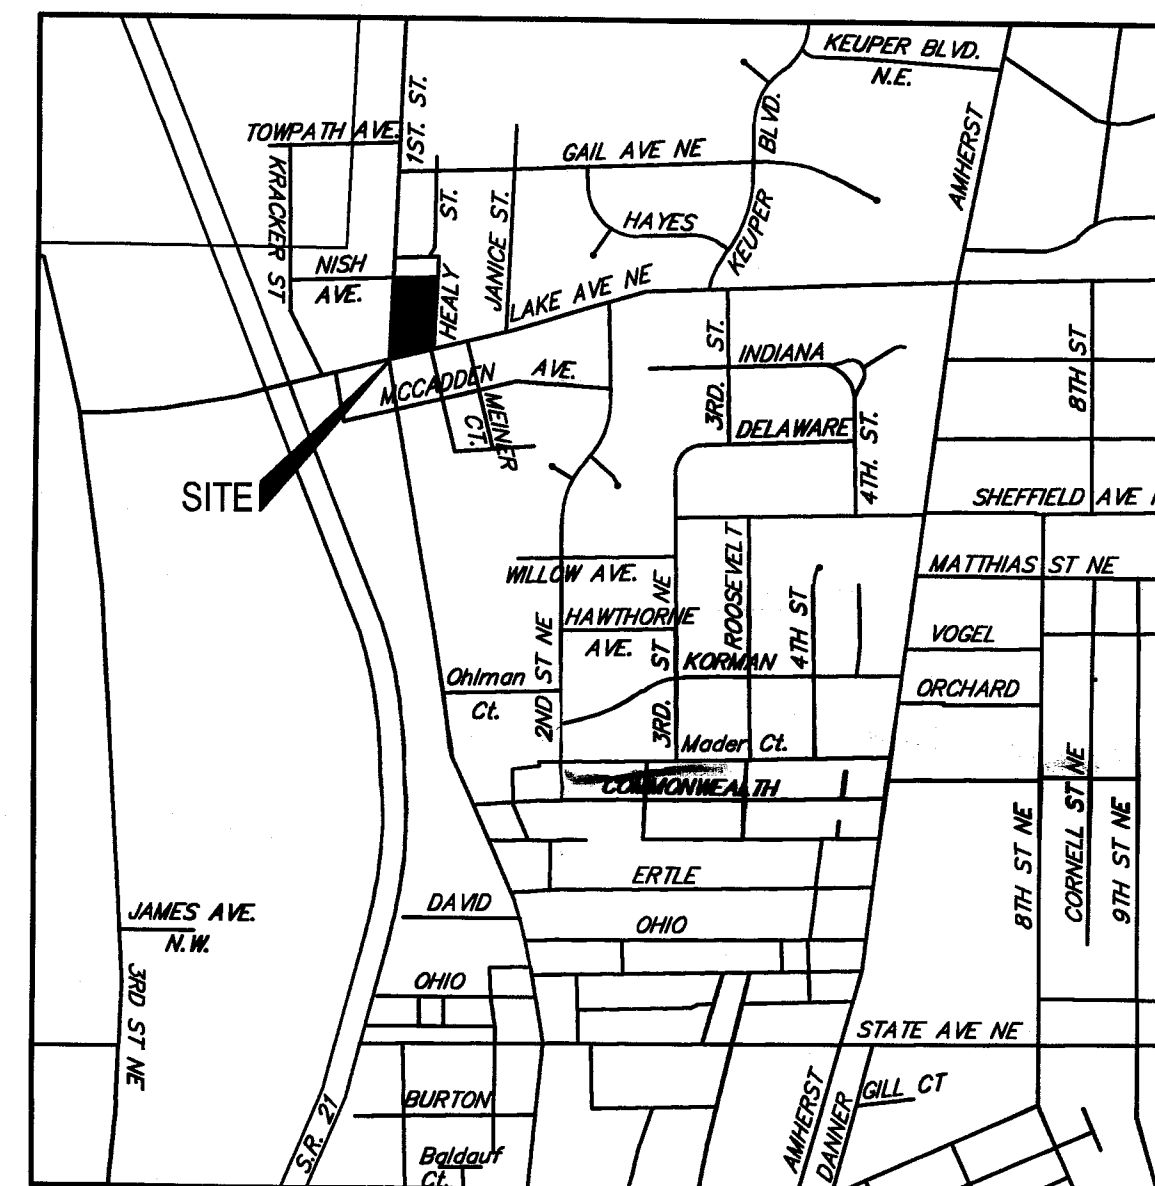 KEUPER BLVD.
N.E.
TOWPATH AVE.
1ST. ST.
KRACKER ST
GAIL AVE NE
BLVD.
KEUPER
AMHERST
HAYES
JANICE ST.
HEALY ST.
NISH
AVE.
LAKE AVE NE
MCCADDEN AVE.
MEINER
CT.
3RD. ST.
INDIANA
DELAWARE
4TH. ST.
8TH ST
SITE
SHEFFIELD AVE
WILLOW AVE.
MATTHIAS ST NE
HAWTHORNE
AVE.
2ND ST NE
3RD. ST NE
ROOSEVELT
4TH ST
KORMAN
VOGEL
ORCHARD
Ohlman
Ct.
Mader Ct.
COMMONWEALTH
ERTLE
DAVID
OHIO
8TH ST NE
CORNELL ST NE
9TH ST NE
JAMES AVE.
N.W.
3RD ST NE
OHIO
STATE AVE NE
S.R. 21
BURTON
Baldauf
Ct.
AMHERST
DANNER
GILL CT